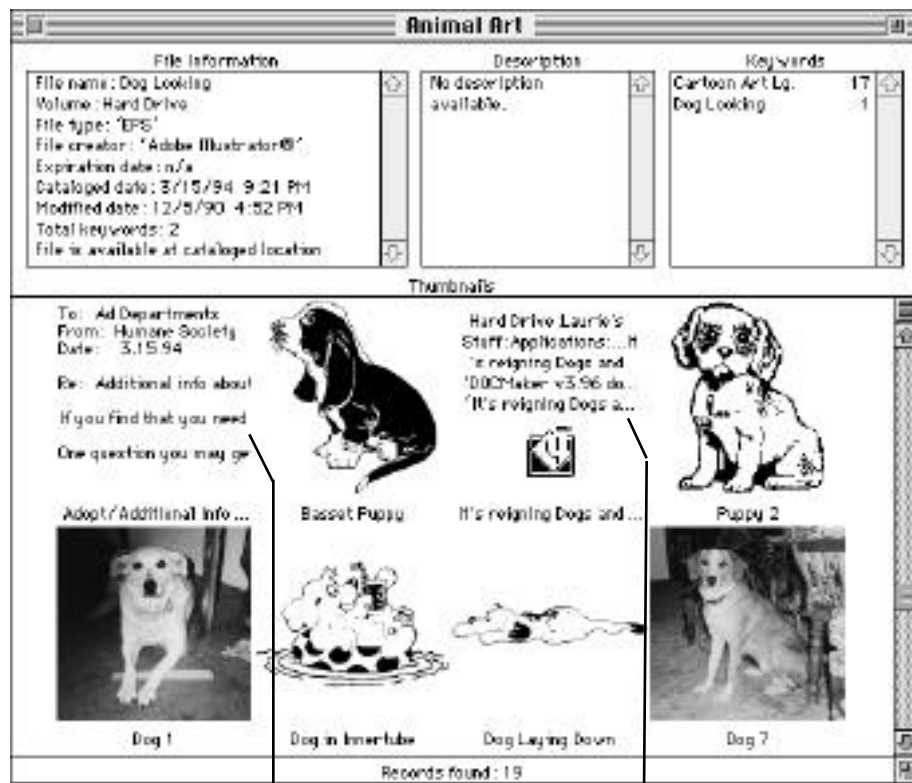 Animal Art
File Information
File name: Dog Looking
Volume: Hard Drive
File type: 'EPS'
File creator: "Adobe Illustrator®"
Expiration date: n/a
Cataloged date: 3/15/94 9:21 PM
Modified date: 12/5/90 4:52 PM
Total keywords: 2
File is available at cataloged location
Description
No description
available.
Keywords
Cartoon Art Lg. 17
Dog Looking 1
Thumbnails
To: Ad Departments
From: Humane Society
Date: 3.15.94
Re: Additional info about
If you find that you need
One question you may ge
Adopt/Additional Info ...
Basset Puppy
Hard Drive:Laurie's
Stuff:Applications:...It
's reigning Dogs and
'DOCMaker v3.96 do...
"It's reigning Dogs a...
It's reigning Dogs and ...
Puppy 2
Dog 1
Dog in Innertube
Dog Laying Down
Dog 7
Records found: 19